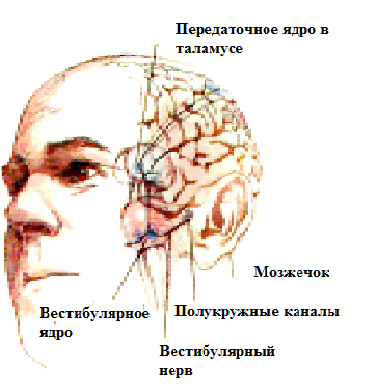 Передаточное ядро в
таламусе
Мозжечок
Вестибулярное
ядро
Полукружные каналы
Вестибулярный
нерв